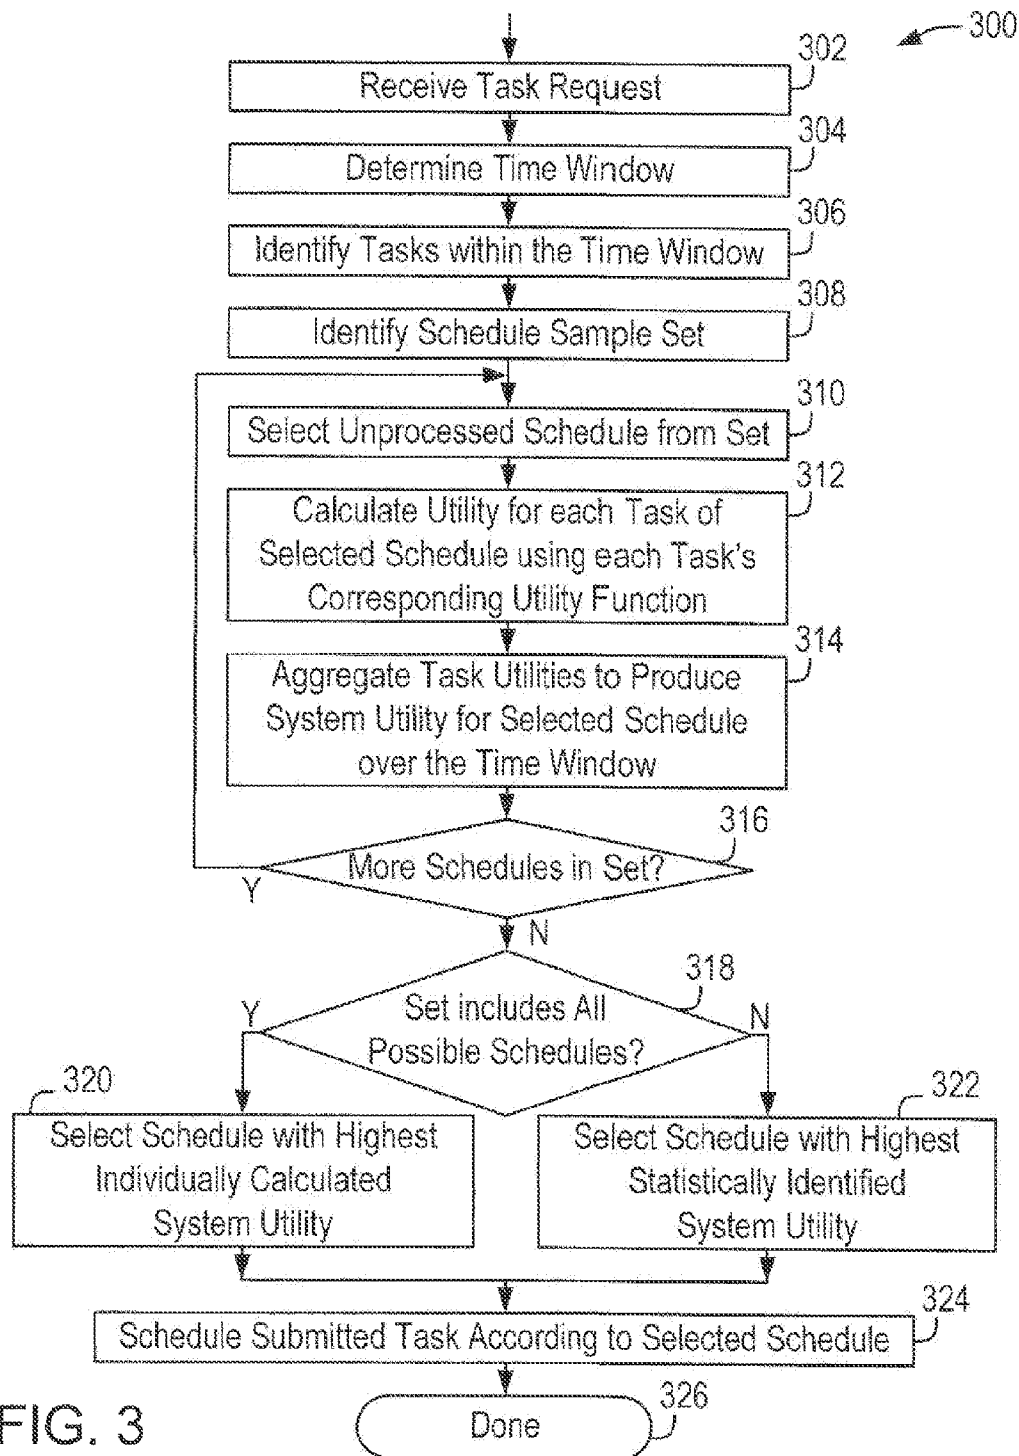 300
302
Receive Task Request
304
Determine Time Window
306
Identify Tasks within the Time Window
308
Identify Schedule Sample Set
310
Select Unprocessed Schedule from Set
312
Calculate Utility for each Task of
Selected Schedule using each Task's
Corresponding Utility Function
314
Aggregate Task Utilities to Produce
System Utility for Selected Schedule
over the Time Window
316
More Schedules in Set?
Y
N
318
Set includes All
Possible Schedules?
Y
N
320
Select Schedule with Highest
Individually Calculated
System Utility
322
Select Schedule with Highest
Statistically Identified
System Utility
324
Schedule Submitted Task According to Selected Schedule
326
Done
FIG. 3